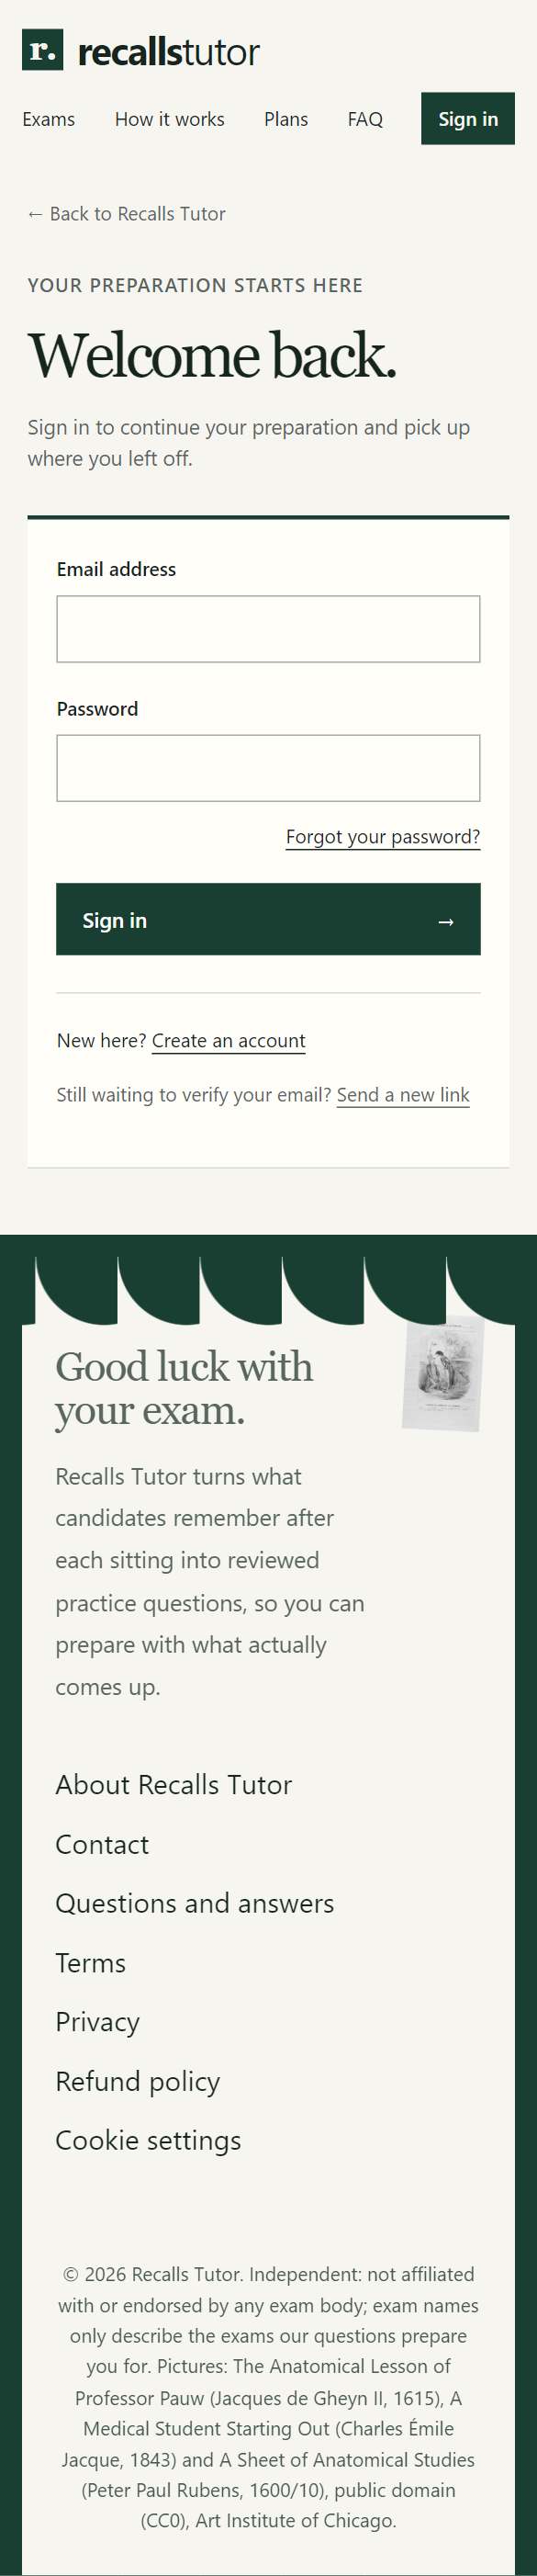 r. recallstutor
Exams How it works Plans FAQ Sign in
← Back to Recalls Tutor
YOUR PREPARATION STARTS HERE
Welcome back.
Sign in to continue your preparation and pick up
where you left off.
Email address
Password
Forgot your password?
Sign in →
New here? Create an account
Still waiting to verify your email? Send a new link
Good luck with
your exam.
Recalls Tutor turns what
candidates remember after
each sitting into reviewed
practice questions, so you can
prepare with what actually
comes up.
About Recalls Tutor
Contact
Questions and answers
Terms
Privacy
Refund policy
Cookie settings
© 2026 Recalls Tutor. Independent: not affiliated
with or endorsed by any exam body; exam names
only describe the exams our questions prepare
you for. Pictures: The Anatomical Lesson of
Professor Pauw (Jacques de Gheyn II, 1615), A
Medical Student Starting Out (Charles Émile
Jacque, 1843) and A Sheet of Anatomical Studies
(Peter Paul Rubens, 1600/10), public domain
(CC0), Art Institute of Chicago.